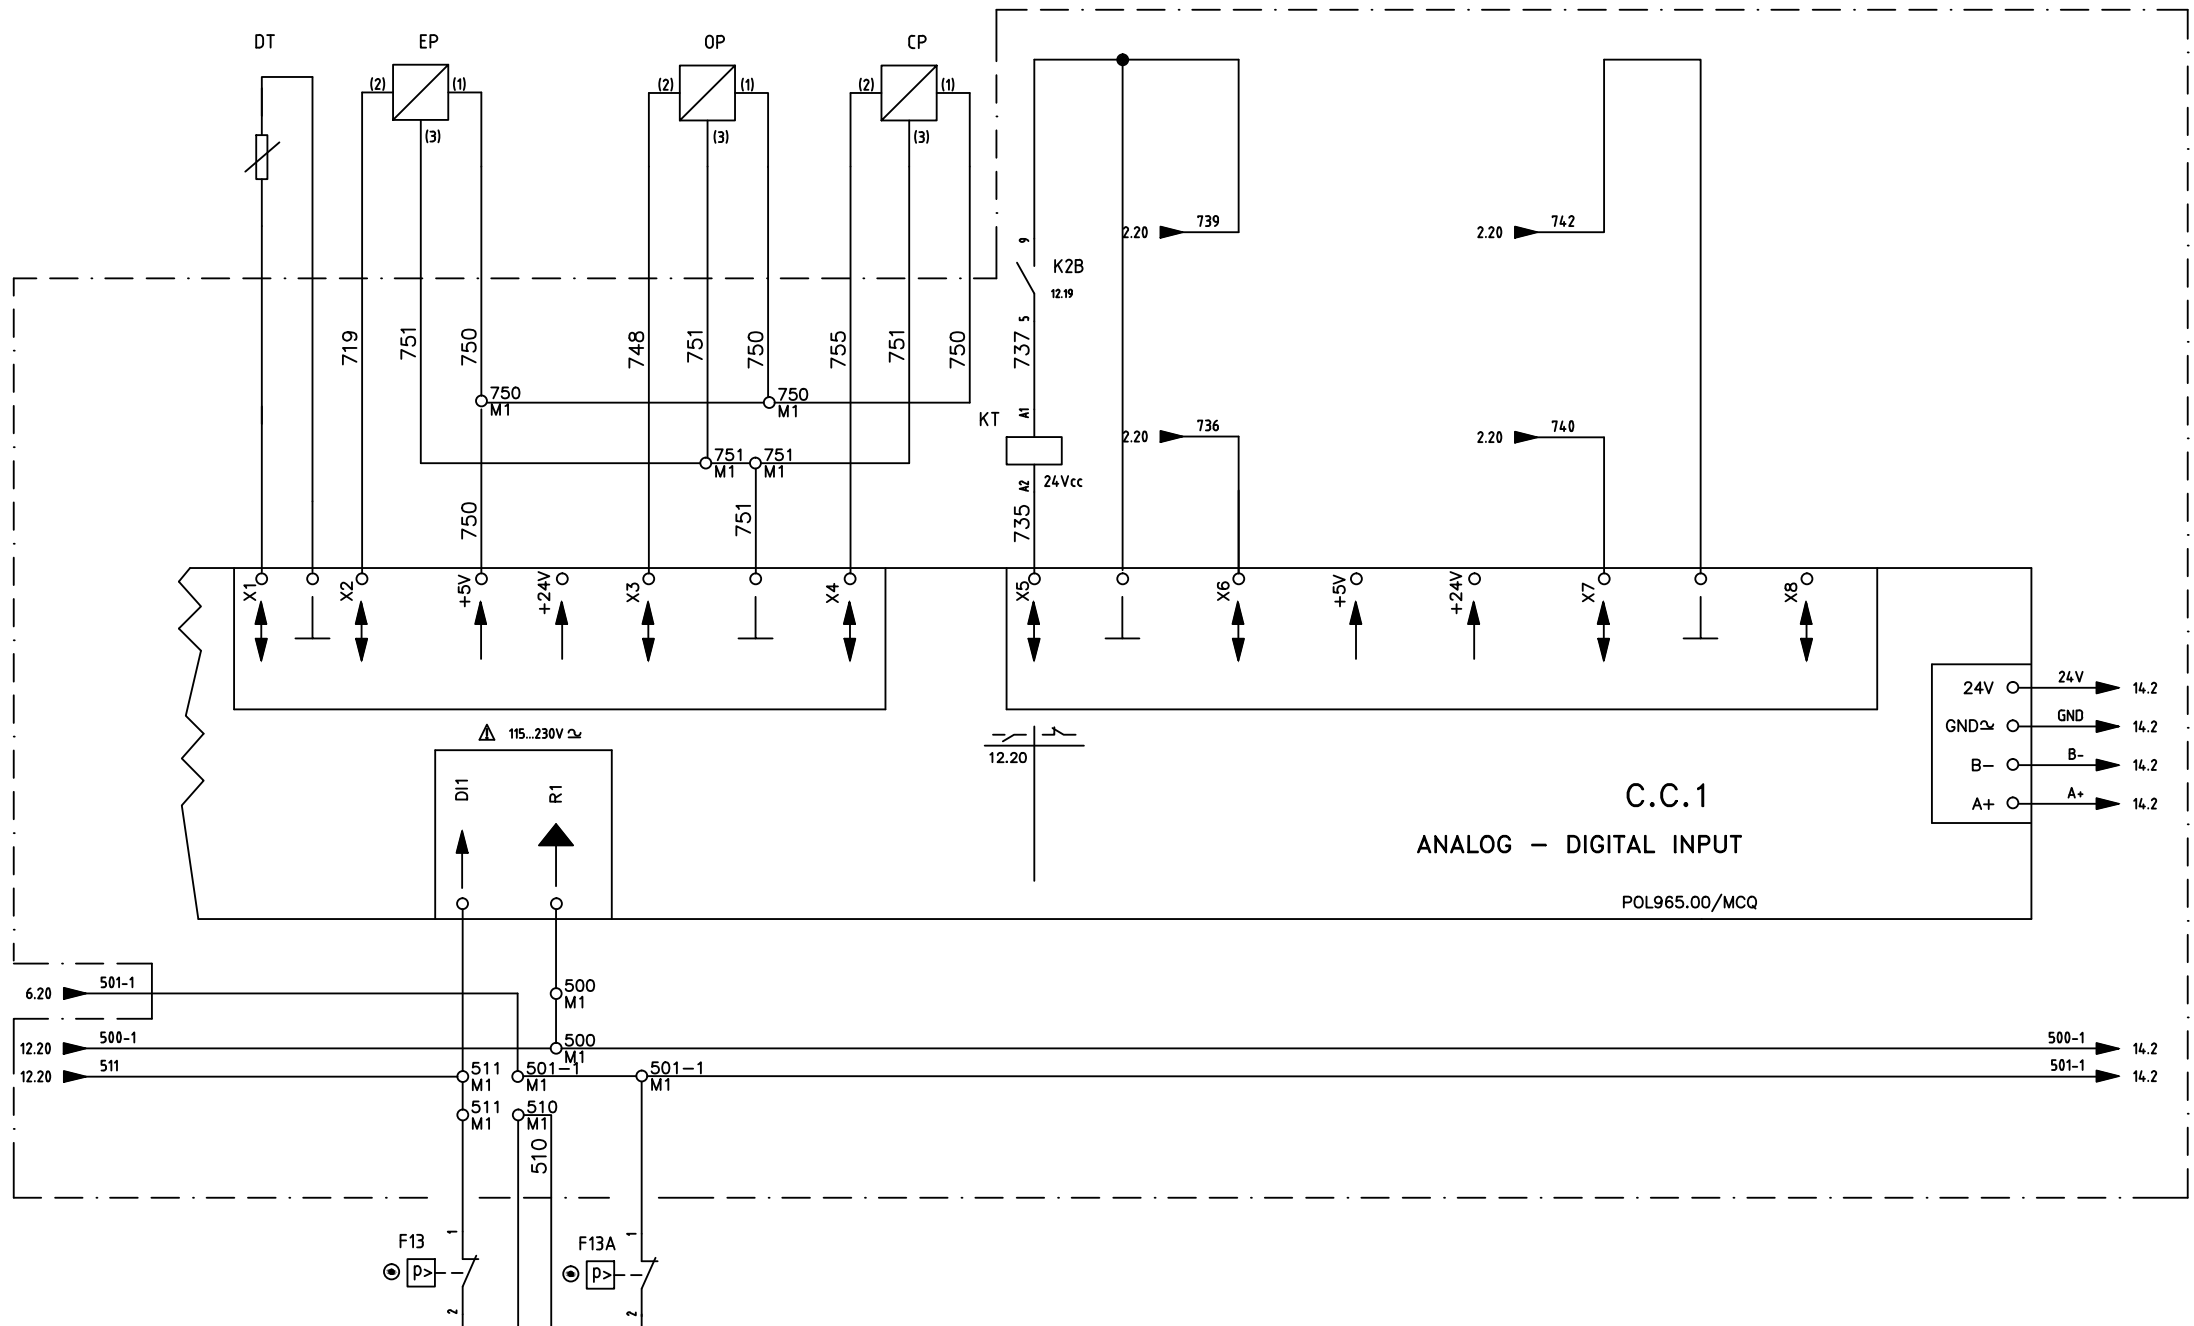 DT EP OP CP
(2) (1) (2) (1) (2) (1)
(3) (3) (3)
2.20 739 2.20 742
9
K2B
12.19
5
719 751 750 748 751 750 755 751 750 737
750 M1 750 M1
A1
KT
2.20 736 2.20 740
751 M1 751 M1
A2 24Vcc
750 751 735
X1 X2 +5V +24V X3 X4 X5 X6 +5V +24V X7 X8
24V 24V 14.2
GND GND 14.2
B- B- 14.2
A+ A+ 14.2
115...230V
12.20
DI1 R1
C.C.1
ANALOG - DIGITAL INPUT
POL965.00/MCQ
6.20 501-1
500 M1
12.20 500-1
500 M1
500-1 14.2
12.20 511
511 M1 501-1 M1 501-1 M1
501-1 14.2
511 M1 510 M1
510
1 1
F13 F13A
P> P>
2 2